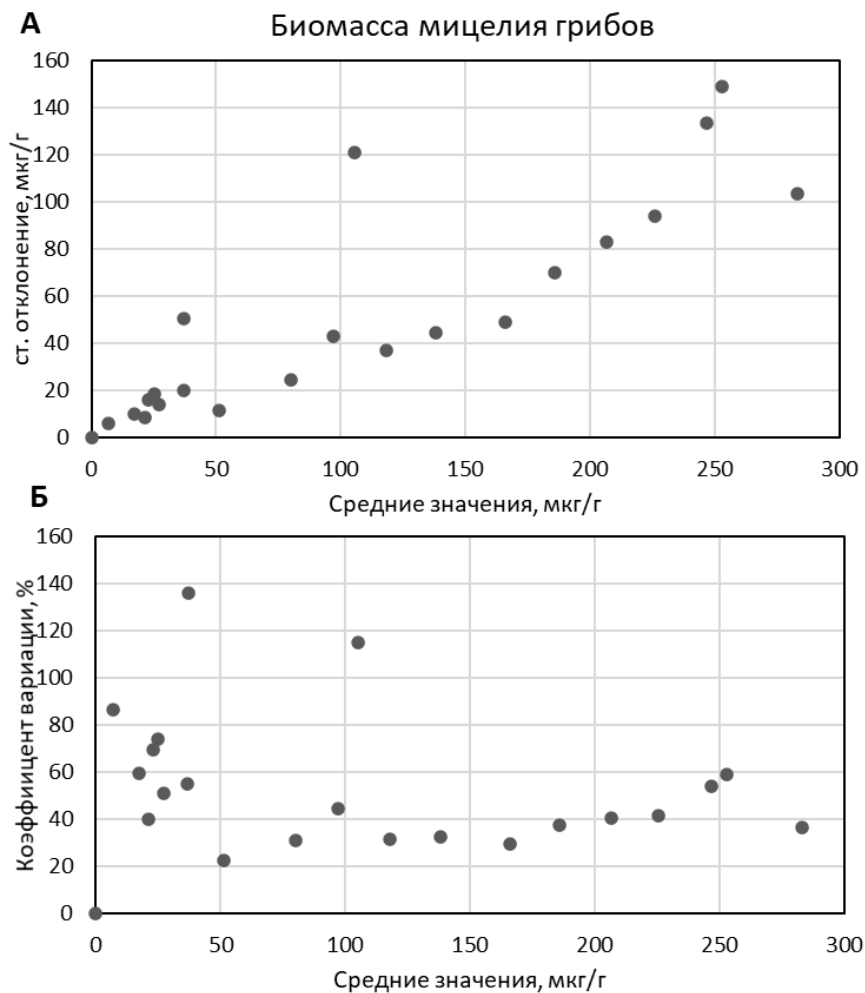 А
Биомасса мицелия грибов
160
140
120
100
80
60
40
20
0
ст. отклонение, мкг/г
0 50 100 150 200 250 300
Средние значения, мкг/г
Б
160
140
120
100
80
60
40
20
0
Коэффиицент вариации, %
0 50 100 150 200 250 300
Средние значения, мкг/г